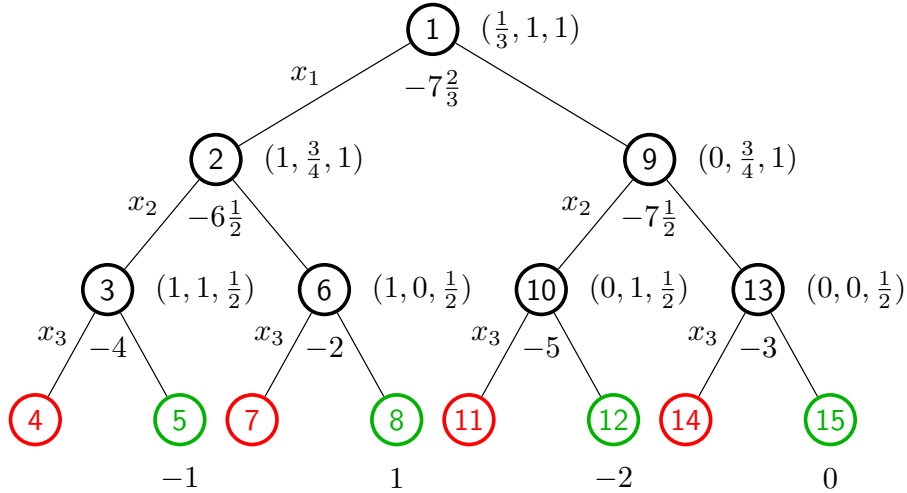 1 (1/3, 1, 1)
x₁ −7 2/3
2 (1, 3/4, 1) 9 (0, 3/4, 1)
x₂ −6 1/2 x₂ −7 1/2
3 (1, 1, 1/2) 6 (1, 0, 1/2) 10 (0, 1, 1/2) 13 (0, 0, 1/2)
x₃ −4 x₃ −2 x₃ −5 x₃ −3
4 5 7 8 11 12 14 15
−1 1 −2 0